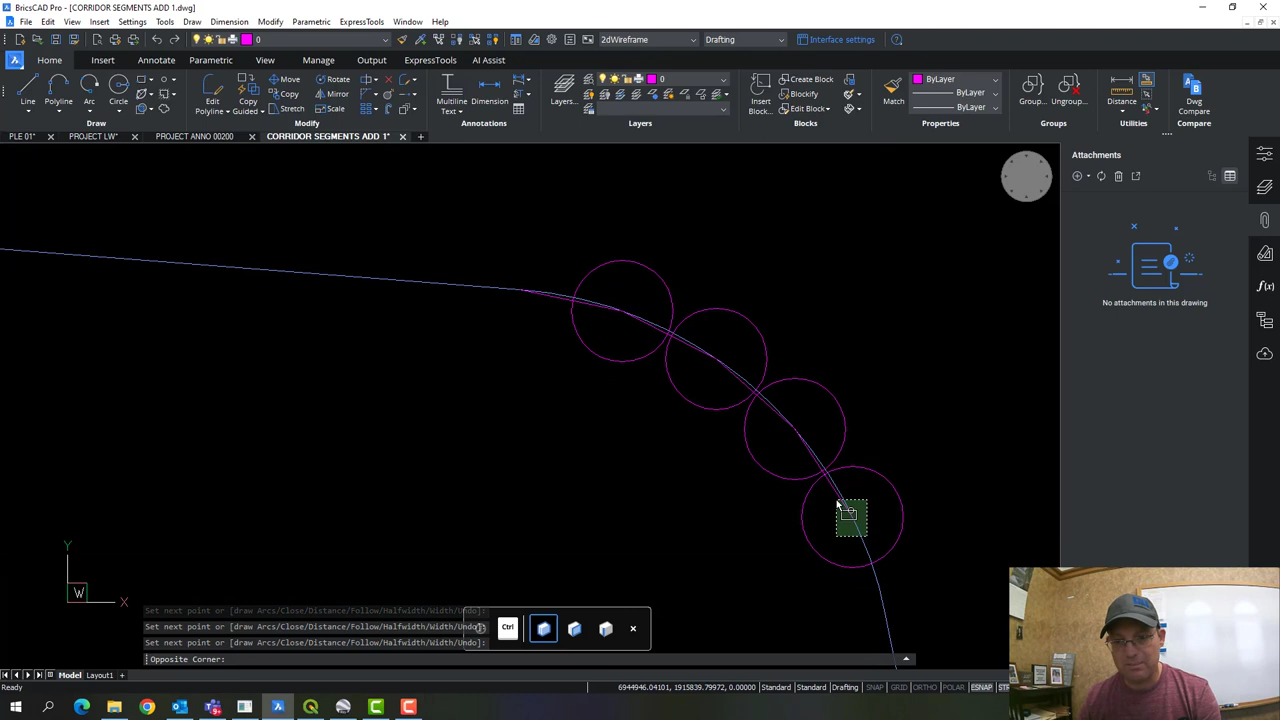 BricsCAD Pro - [CORRIDOR SEGMENTS ADD 1.dwg]
File Edit View Insert Settings Tools Draw Dimension Modify Parametric ExpressTools Window Help
0 2dWireframe Drafting Interface settings
Home Insert Annotate Parametric View Manage Output ExpressTools AI Assist
Line Polyline Arc Circle
Draw
Edit Polyline... Copy Guided... Move Rotate
Copy Mirror
Stretch Scale
Modify
Multiline Text Dimension
Annotations
Layers... 0
Layers
Insert Block... Create Block
Blockify
Edit Block
Blocks
Match ByLayer
ByLayer
ByLayer
Properties
Group... Ungroup...
Groups
Distance
Utilities
Dwg Compare
Compare
PLE 01* PROJECT LW* PROJECT ANNO 00200 CORRIDOR SEGMENTS ADD 1*
Attachments
No attachments in this drawing
f(x)
Y
W
X
Set next point or [draw Arcs/Close/Distance/Follow/Halfwidth/Width/Undo]:
Set next point or [draw Arcs/Close/Distance/Follow/Halfwidth/Width/Undo]:
Set next point or [draw Arcs/Close/Distance/Follow/Halfwidth/Width/Undo]:
Ctrl
Opposite Corner:
Model Layout1
Ready 6944946.04101, 1915839.79972, 0.00000 Standard Standard Drafting SNAP GRID ORTHO POLAR ESNAP